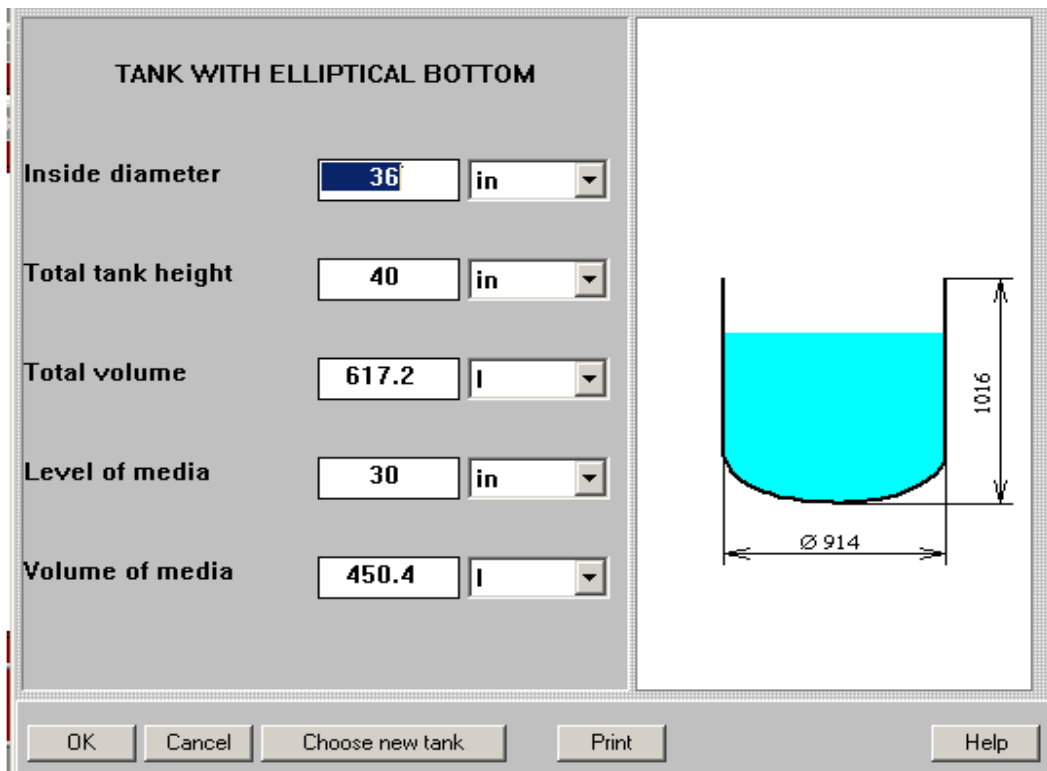 TANK WITH ELLIPTICAL BOTTOM
Inside diameter 36 in
Total tank height 40 in
Total volume 617.2 l
Level of media 30 in
Volume of media 450.4 l
1016
Ø 914
OK Cancel Choose new tank Print Help